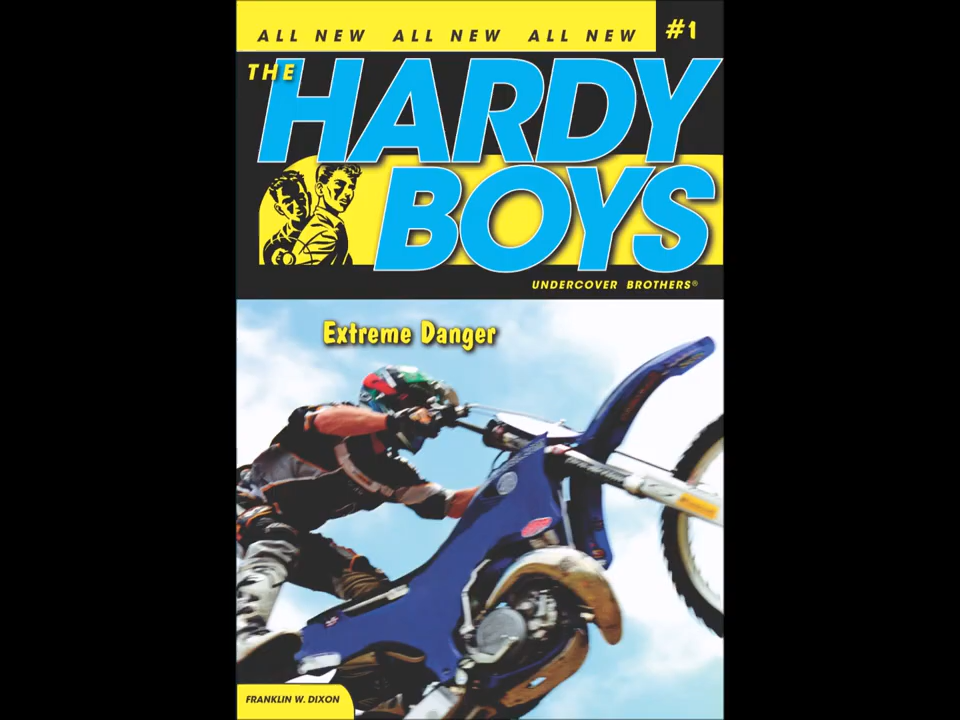 ALL NEW ALL NEW ALL NEW
#1
THE
HARDY
BOYS
UNDERCOVER BROTHERS®
Extreme Danger
FRANKLIN W. DIXON